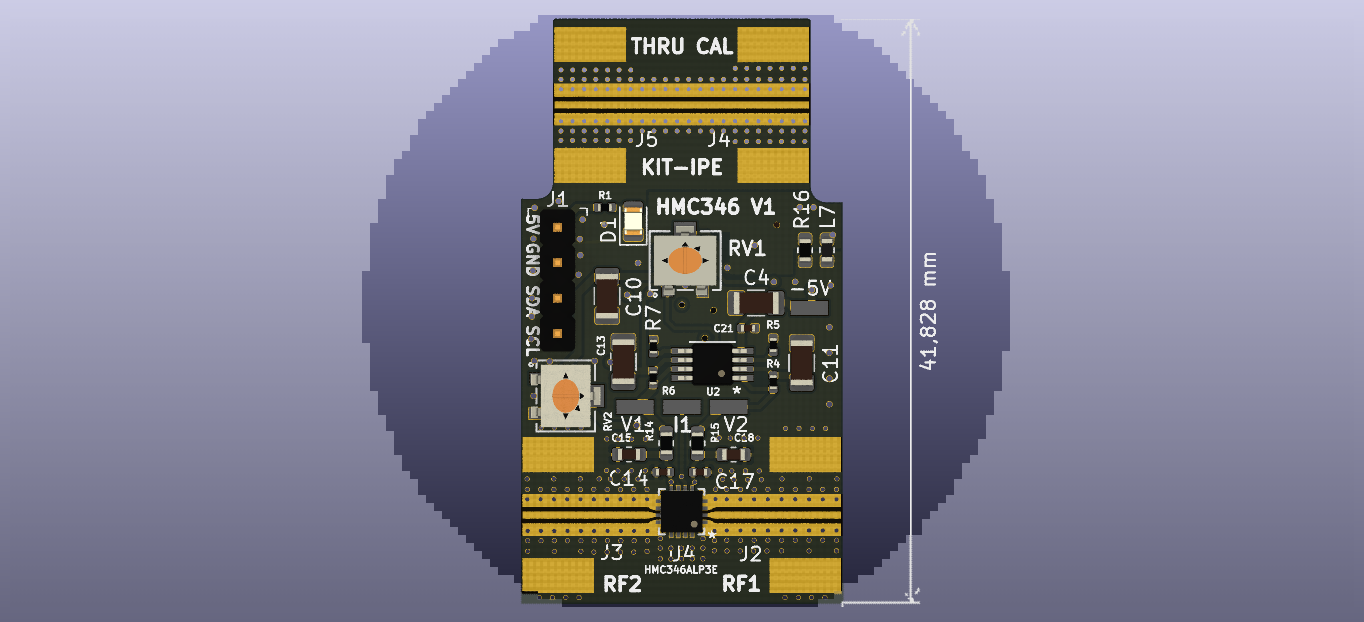 THRU CAL
J5 J4
KIT-IPE
J1
R1
HMC346 V1
R16
L7
D1
5V GND SDA SCL
RV1
C4
-5V
C10
R7
C21
R5
C13
R4
C11
R6
U2
*
RV2
V1 I1 V2
C15
R14
R15
C18
C14
C17
*
J3 U4 J2
HMC346ALP3E
RF2 RF1
41,828 mm